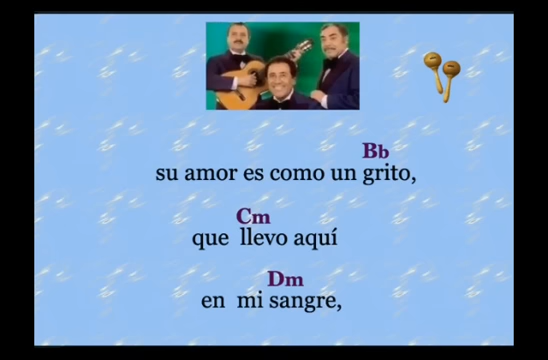 Bb
su amor es como un grito,
Cm
que llevo aquí
Dm
en mi sangre,